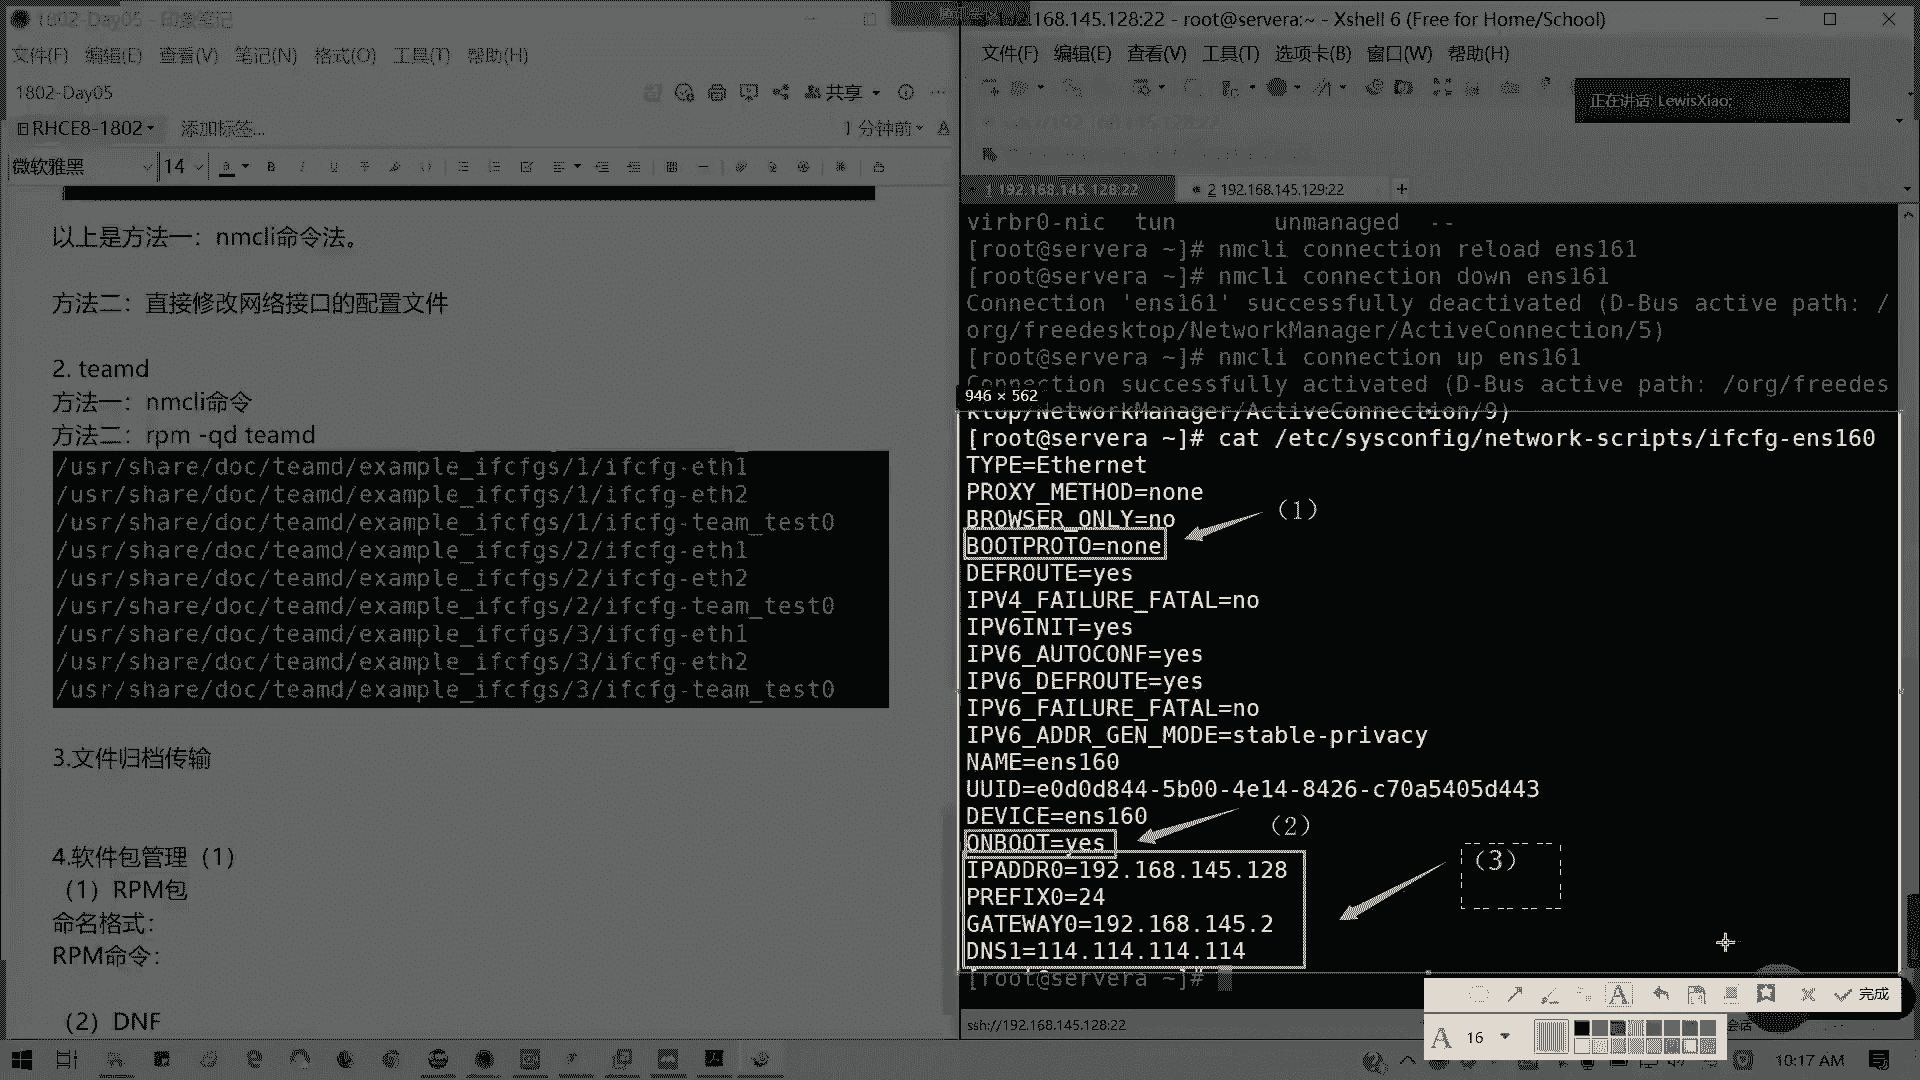 1802-Day05 - 印象笔记
文件(F) 编辑(E) 查看(V) 笔记(N) 格式(O) 工具(T) 帮助(H)
1802-Day05
共享
RHCE8-1802 添加标签... 1 分钟前
微软雅黑 14
以上是方法一：nmcli命令法。
方法二：直接修改网络接口的配置文件
2. teamd
方法一：nmcli命令
方法二：rpm -qd teamd
/usr/share/doc/teamd/example_ifcfgs/1/ifcfg-eth1
/usr/share/doc/teamd/example_ifcfgs/1/ifcfg-eth2
/usr/share/doc/teamd/example_ifcfgs/1/ifcfg-team_test0
/usr/share/doc/teamd/example_ifcfgs/2/ifcfg-eth1
/usr/share/doc/teamd/example_ifcfgs/2/ifcfg-eth2
/usr/share/doc/teamd/example_ifcfgs/2/ifcfg-team_test0
/usr/share/doc/teamd/example_ifcfgs/3/ifcfg-eth1
/usr/share/doc/teamd/example_ifcfgs/3/ifcfg-eth2
/usr/share/doc/teamd/example_ifcfgs/3/ifcfg-team_test0
3.文件归档传输
4.软件包管理（1）
（1）RPM包
命名格式：
RPM命令：
（2）DNF
192.168.145.128:22 - root@servera:~ - Xshell 6 (Free for Home/School)
文件(F) 编辑(E) 查看(V) 工具(T) 选项卡(B) 窗口(W) 帮助(H)
正在讲话: LewisXiao;
ssh://192.168.145.128:22
1 192.168.145.128:22 2 192.168.145.129:22 +
virbr0-nic tun unmanaged --
[root@servera ~]# nmcli connection reload ens161
[root@servera ~]# nmcli connection down ens161
Connection 'ens161' successfully deactivated (D-Bus active path: /
org/freedesktop/NetworkManager/ActiveConnection/5)
[root@servera ~]# nmcli connection up ens161
Connection successfully activated (D-Bus active path: /org/freedes
946 × 562
ktop/NetworkManager/ActiveConnection/9)
[root@servera ~]# cat /etc/sysconfig/network-scripts/ifcfg-ens160
TYPE=Ethernet
PROXY_METHOD=none
BROWSER_ONLY=no （1）
BOOTPROTO=none
DEFROUTE=yes
IPV4_FAILURE_FATAL=no
IPV6INIT=yes
IPV6_AUTOCONF=yes
IPV6_DEFROUTE=yes
IPV6_FAILURE_FATAL=no
IPV6_ADDR_GEN_MODE=stable-privacy
NAME=ens160
UUID=e0d0d844-5b00-4e14-8426-c70a5405d443
DEVICE=ens160
（2）
ONBOOT=yes
（3）
IPADDR0=192.168.145.128
PREFIX0=24
GATEWAY0=192.168.145.2
DNS1=114.114.114.114
[root@servera ~]#
完成
ssh://192.168.145.128:22
A 16
10:17 AM